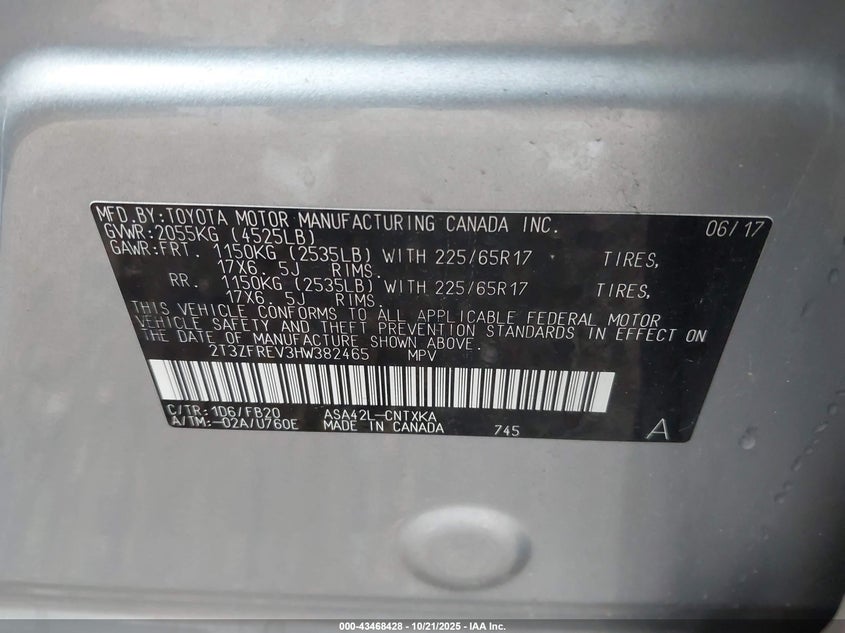 MFD.BY:TOYOTA MOTOR MANUFACTURING CANADA INC. 06/17
GVWR:2055KG (4525LB)
GAWR:FRT. 1150KG (2535LB) WITH 225/65R17 TIRES,
17X6.5J RIMS.
RR. 1150KG (2535LB) WITH 225/65R17 TIRES,
17X6.5J RIMS.
THIS VEHICLE CONFORMS TO ALL APPLICABLE FEDERAL MOTOR
VEHICLE SAFETY AND THEFT PREVENTION STANDARDS IN EFFECT ON
THE DATE OF MANUFACTURE SHOWN ABOVE.
2T3ZFREV3HW382465 MPV
C/TR:1D6/FB20 ASA42L-CNTXKA
A/TM:-02A/U760E MADE IN CANADA 745 A
000-43468428 - 10/21/2025 - IAA Inc.